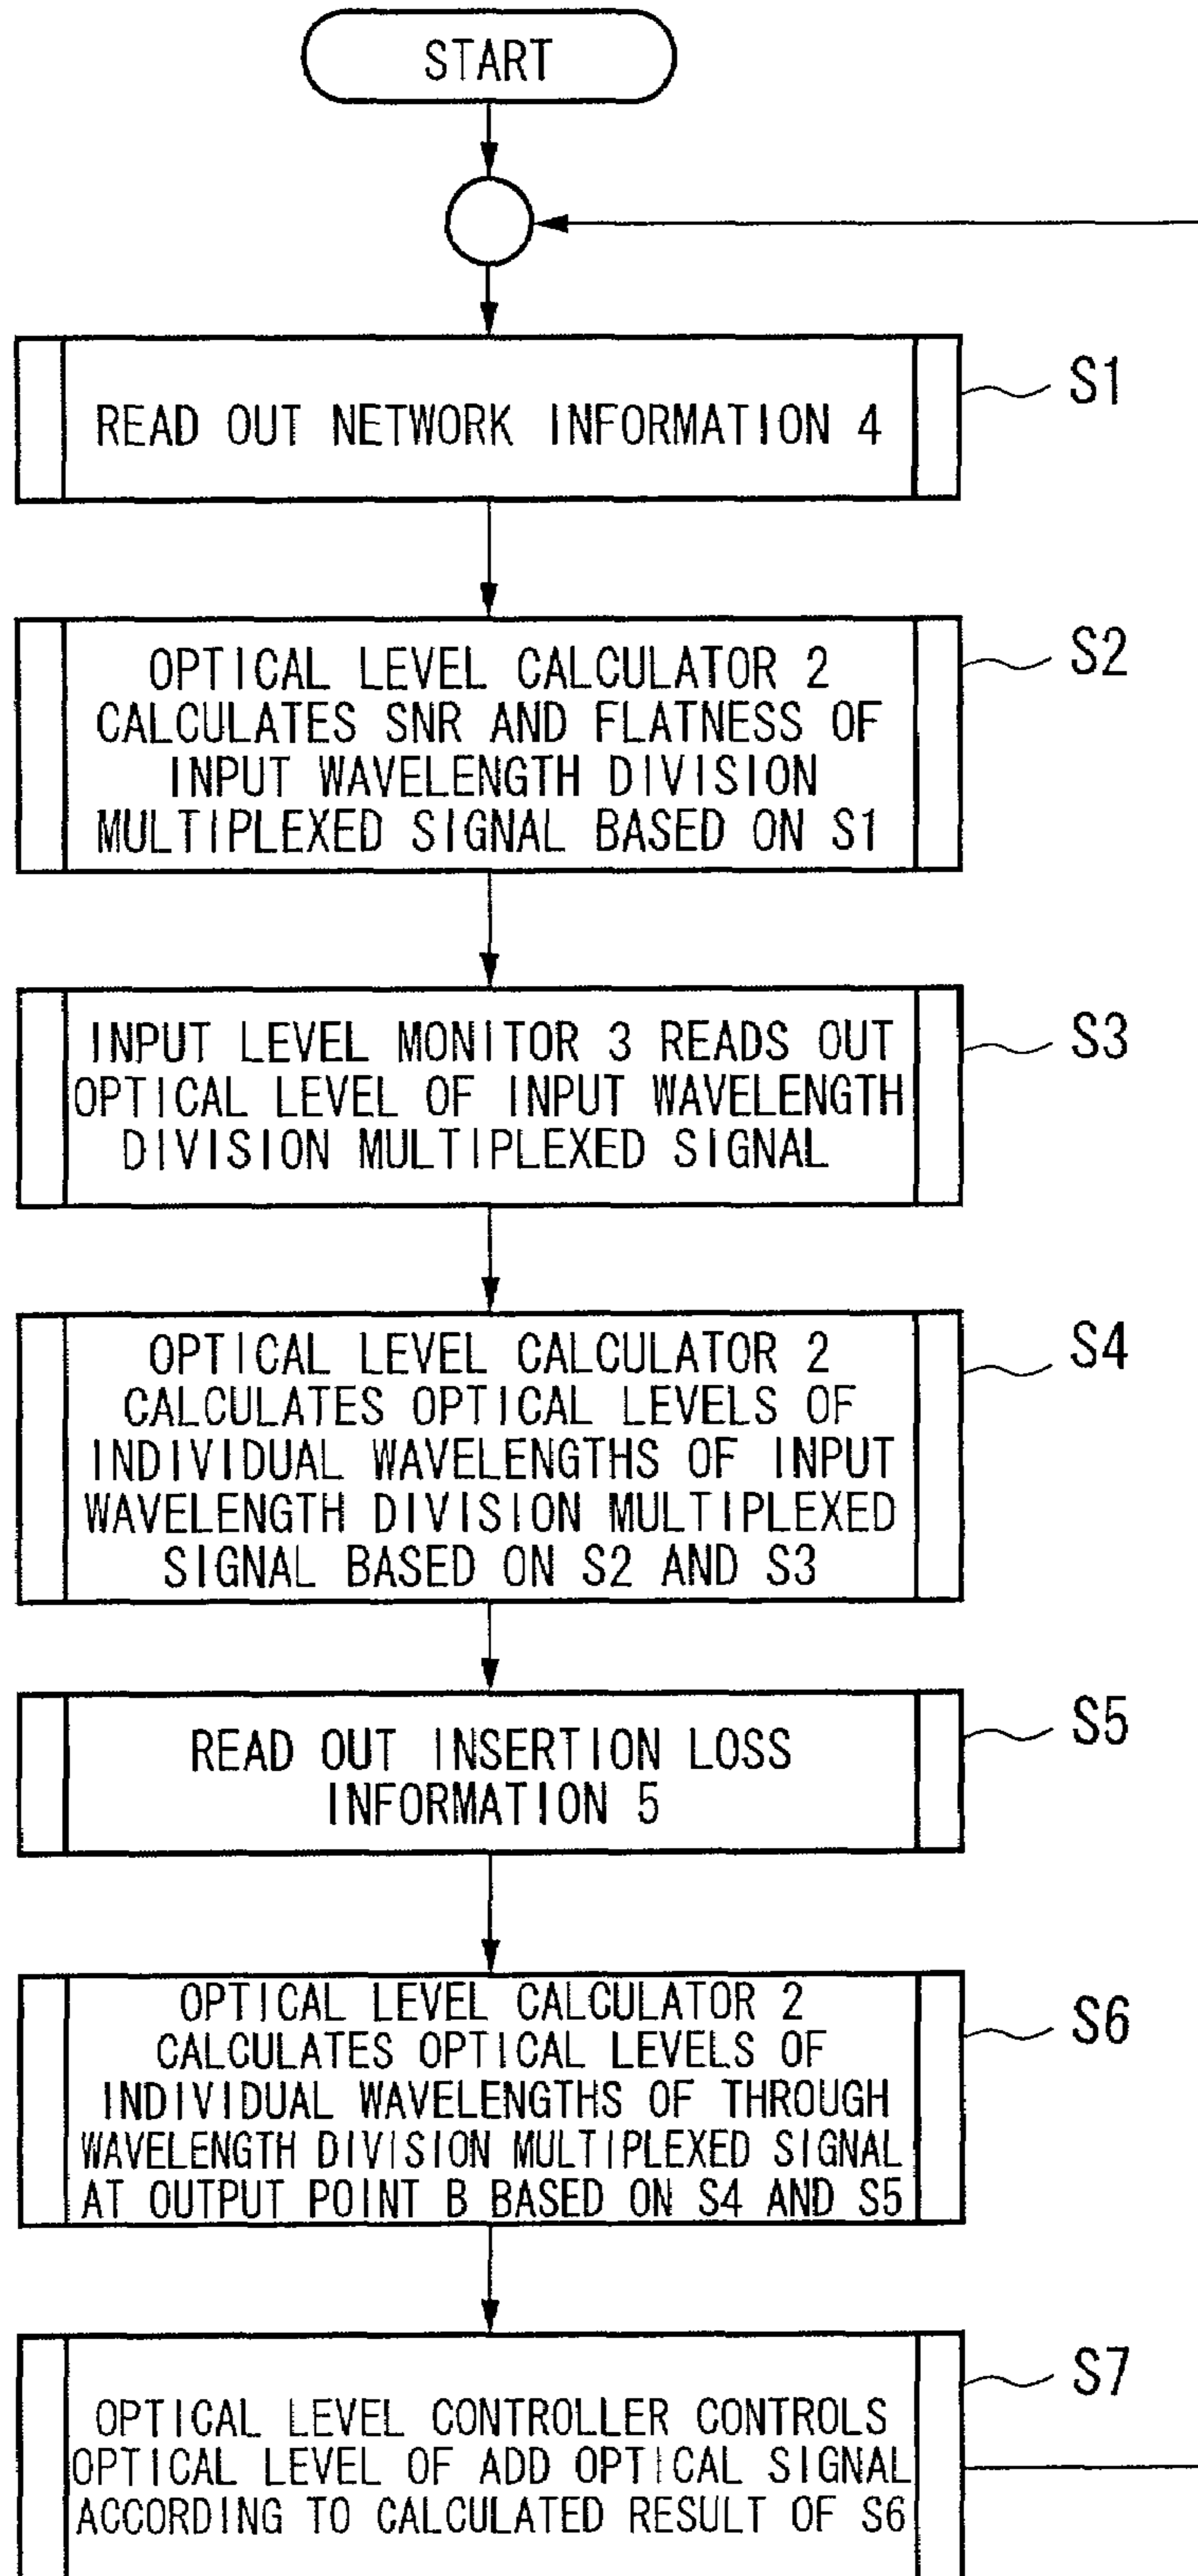 START
READ OUT NETWORK INFORMATION 4
S1
OPTICAL LEVEL CALCULATOR 2
CALCULATES SNR AND FLATNESS OF
INPUT WAVELENGTH DIVISION
MULTIPLEXED SIGNAL BASED ON S1
S2
INPUT LEVEL MONITOR 3 READS OUT
OPTICAL LEVEL OF INPUT WAVELENGTH
DIVISION MULTIPLEXED SIGNAL
S3
OPTICAL LEVEL CALCULATOR 2
CALCULATES OPTICAL LEVELS OF
INDIVIDUAL WAVELENGTHS OF INPUT
WAVELENGTH DIVISION MULTIPLEXED
SIGNAL BASED ON S2 AND S3
S4
READ OUT INSERTION LOSS
INFORMATION 5
S5
OPTICAL LEVEL CALCULATOR 2
CALCULATES OPTICAL LEVELS OF
INDIVIDUAL WAVELENGTHS OF THROUGH
WAVELENGTH DIVISION MULTIPLEXED SIGNAL
AT OUTPUT POINT B BASED ON S4 AND S5
S6
OPTICAL LEVEL CONTROLLER CONTROLS
OPTICAL LEVEL OF ADD OPTICAL SIGNAL
ACCORDING TO CALCULATED RESULT OF S6
S7